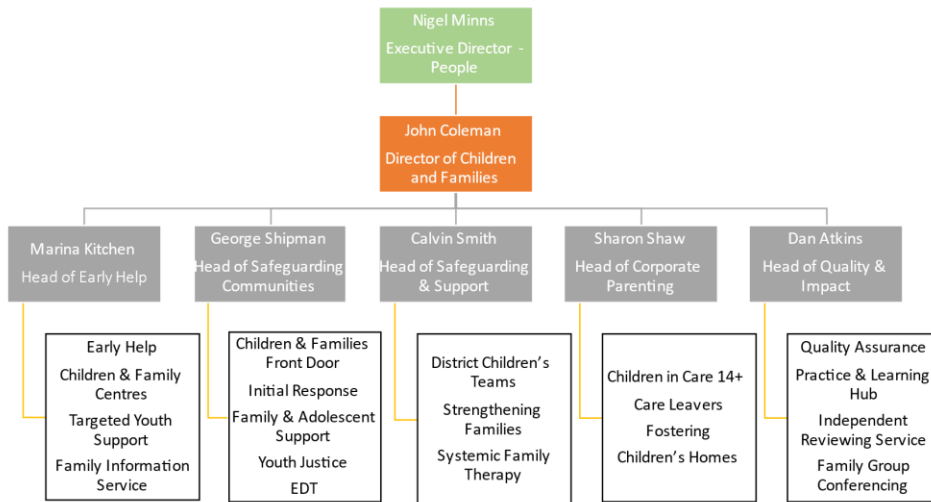 Nigel Minns
Executive Director -
People
John Coleman
Director of Children
and Families
Marina Kitchen
Head of Early Help
George Shipman
Head of Safeguarding
Communities
Calvin Smith
Head of Safeguarding
& Support
Sharon Shaw
Head of Corporate
Parenting
Dan Atkins
Head of Quality &
Impact
Early Help
Children & Family
Centres
Targeted Youth
Support
Family Information
Service
Children & Families
Front Door
Initial Response
Family & Adolescent
Support
Youth Justice
EDT
District Children’s
Teams
Strengthening
Families
Systemic Family
Therapy
Children in Care 14+
Care Leavers
Fostering
Children’s Homes
Quality Assurance
Practice & Learning
Hub
Independent
Reviewing Service
Family Group
Conferencing